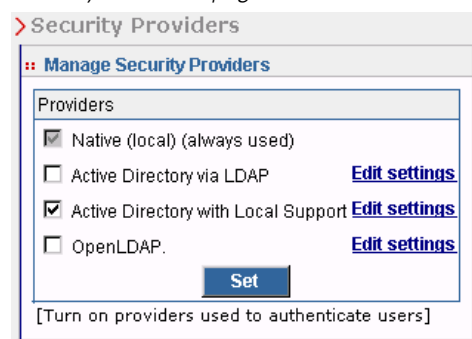 Security Providers
Manage Security Providers
Providers
Native (local) (always used)
Active Directory via LDAP Edit settings
Active Directory with Local Support Edit settings
OpenLDAP. Edit settings
Set
[Turn on providers used to authenticate users]